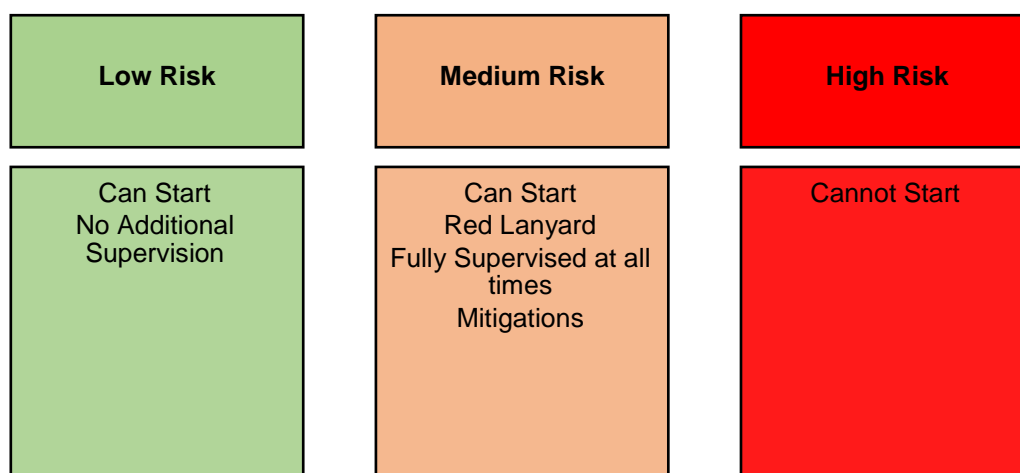 Low Risk
Medium Risk
High Risk
Can Start
No Additional
Supervision
Can Start
Red Lanyard
Fully Supervised at all
times
Mitigations
Cannot Start